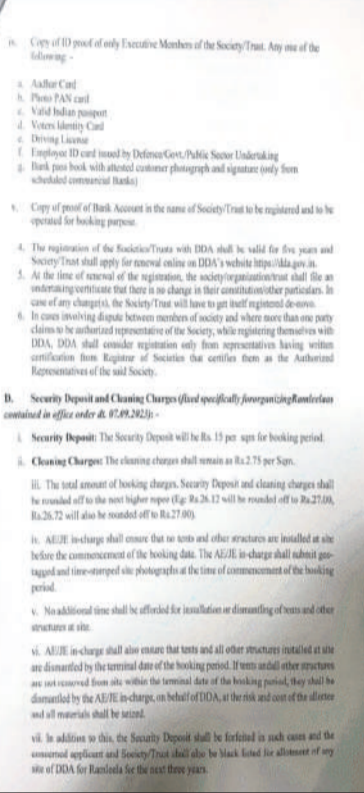 iv. Copy of ID proof of only Executive Members of the Society/Trust. Any one of the
following -
a. Aadhar Card
b. Photo PAN card
c. Valid Indian passport
d. Voters Identity Card
e. Driving License
f. Employee ID card issued by Defence/Govt./Public Sector Undertaking
g. Bank pass book with attested customer photograph and signature (only from
scheduled commercial Banks)
v. Copy of proof of Bank Account in the name of Society/Trust to be registered and to be
operated for booking purpose.
4. The registration of the Societies/Trusts with DDA shall be valid for five years and
Society/Trust shall apply for renewal online on DDA's website https://dda.gov.in.
5. At the time of renewal of the registration, the society/organization/trust shall file an
undertaking/certificate that there is no change in their constitution/other particulars. In
case of any change(s), the Society/Trust will have to get itself registered de-novo.
6. In cases involving dispute between members of society and where more than one party
claims to be authorized representative of the Society, while registering themselves with
DDA, DDA shall consider registration only from representatives having written
certification from Registrar of Societies that certifies them as the Authorized
Representatives of the said Society.
D. Security Deposit and Cleaning Charges (fixed specifically for organizing Ramleelas
contained in office order dt. 07.09.2023): -
i. Security Deposit: The Security Deposit will be Rs. 15 per sqm for booking period.
ii. Cleaning Charges: The cleaning charges shall remain as Rs.2.75 per Sqm.
iii. The total amount of booking charges, Security Deposit and cleaning charges shall
be rounded off to the next higher rupee (Eg: Rs.26.12 will be rounded off to Rs.27.00,
Rs.26.72 will also be rounded off to Rs.27.00).
iv. AE/JE in-charge shall ensure that no tents and other structures are installed at site
before the commencement of the booking date. The AE/JE in-charge shall submit geo-
tagged and time-stamped site photographs at the time of commencement of the booking
period.
v. No additional time shall be afforded for installation or dismantling of tents and other
structures at site.
vi. AE/JE in-charge shall also ensure that tents and all other structures installed at site
are dismantled by the terminal date of the booking period. If tents and all other structures
are not removed from site within the terminal date of the booking period, they shall be
dismantled by the AE/JE in-charge, on behalf of DDA, at the risk and cost of the allottee
and all materials shall be seized.
vii. In addition to this, the Security Deposit shall be forfeited in such cases and the
concerned applicant and Society/Trust shall also be black listed for allotment of any
site of DDA for Ramleela for the next three years.